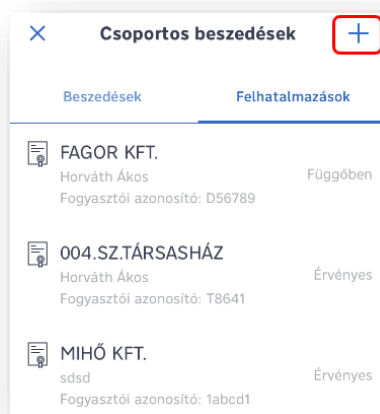 Csoportos beszedések
Beszedések Felhatalmazások
FAGOR KFT.
Horváth Ákos Függőben
Fogyasztói azonosító: D56789
004.SZ.TÁRSASHÁZ
Horváth Ákos Érvényes
Fogyasztói azonosító: T8641
MIHŐ KFT.
sdsd Érvényes
Fogyasztói azonosító: 1abcd1